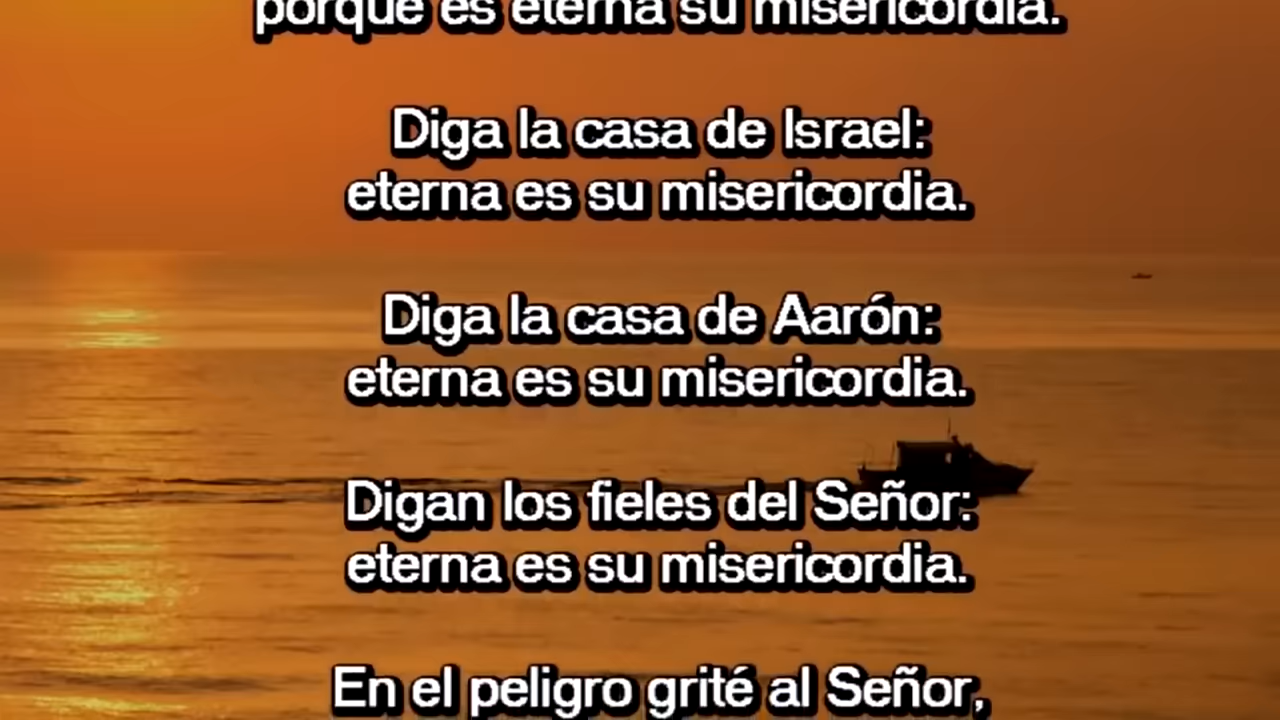 porque es eterna su misericordia.
Diga la casa de Israel:
eterna es su misericordia.
Diga la casa de Aarón:
eterna es su misericordia.
Digan los fieles del Señor:
eterna es su misericordia.
En el peligro grité al Señor,